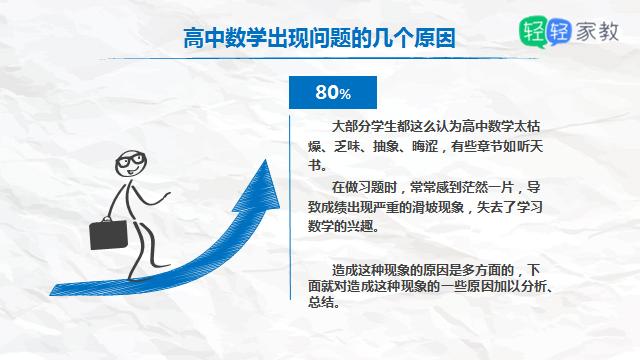 高中数学出现问题的几个原因
轻轻家教
80%
大部分学生都这么认为高中数学太枯
燥、乏味、抽象、晦涩，有些章节如听天
书。
在做习题时，常常感到茫然一片，导
致成绩出现严重的滑坡现象，失去了学习
数学的兴趣。
造成这种现象的原因是多方面的，下
面就对造成这种现象的一些原因加以分析、
总结。